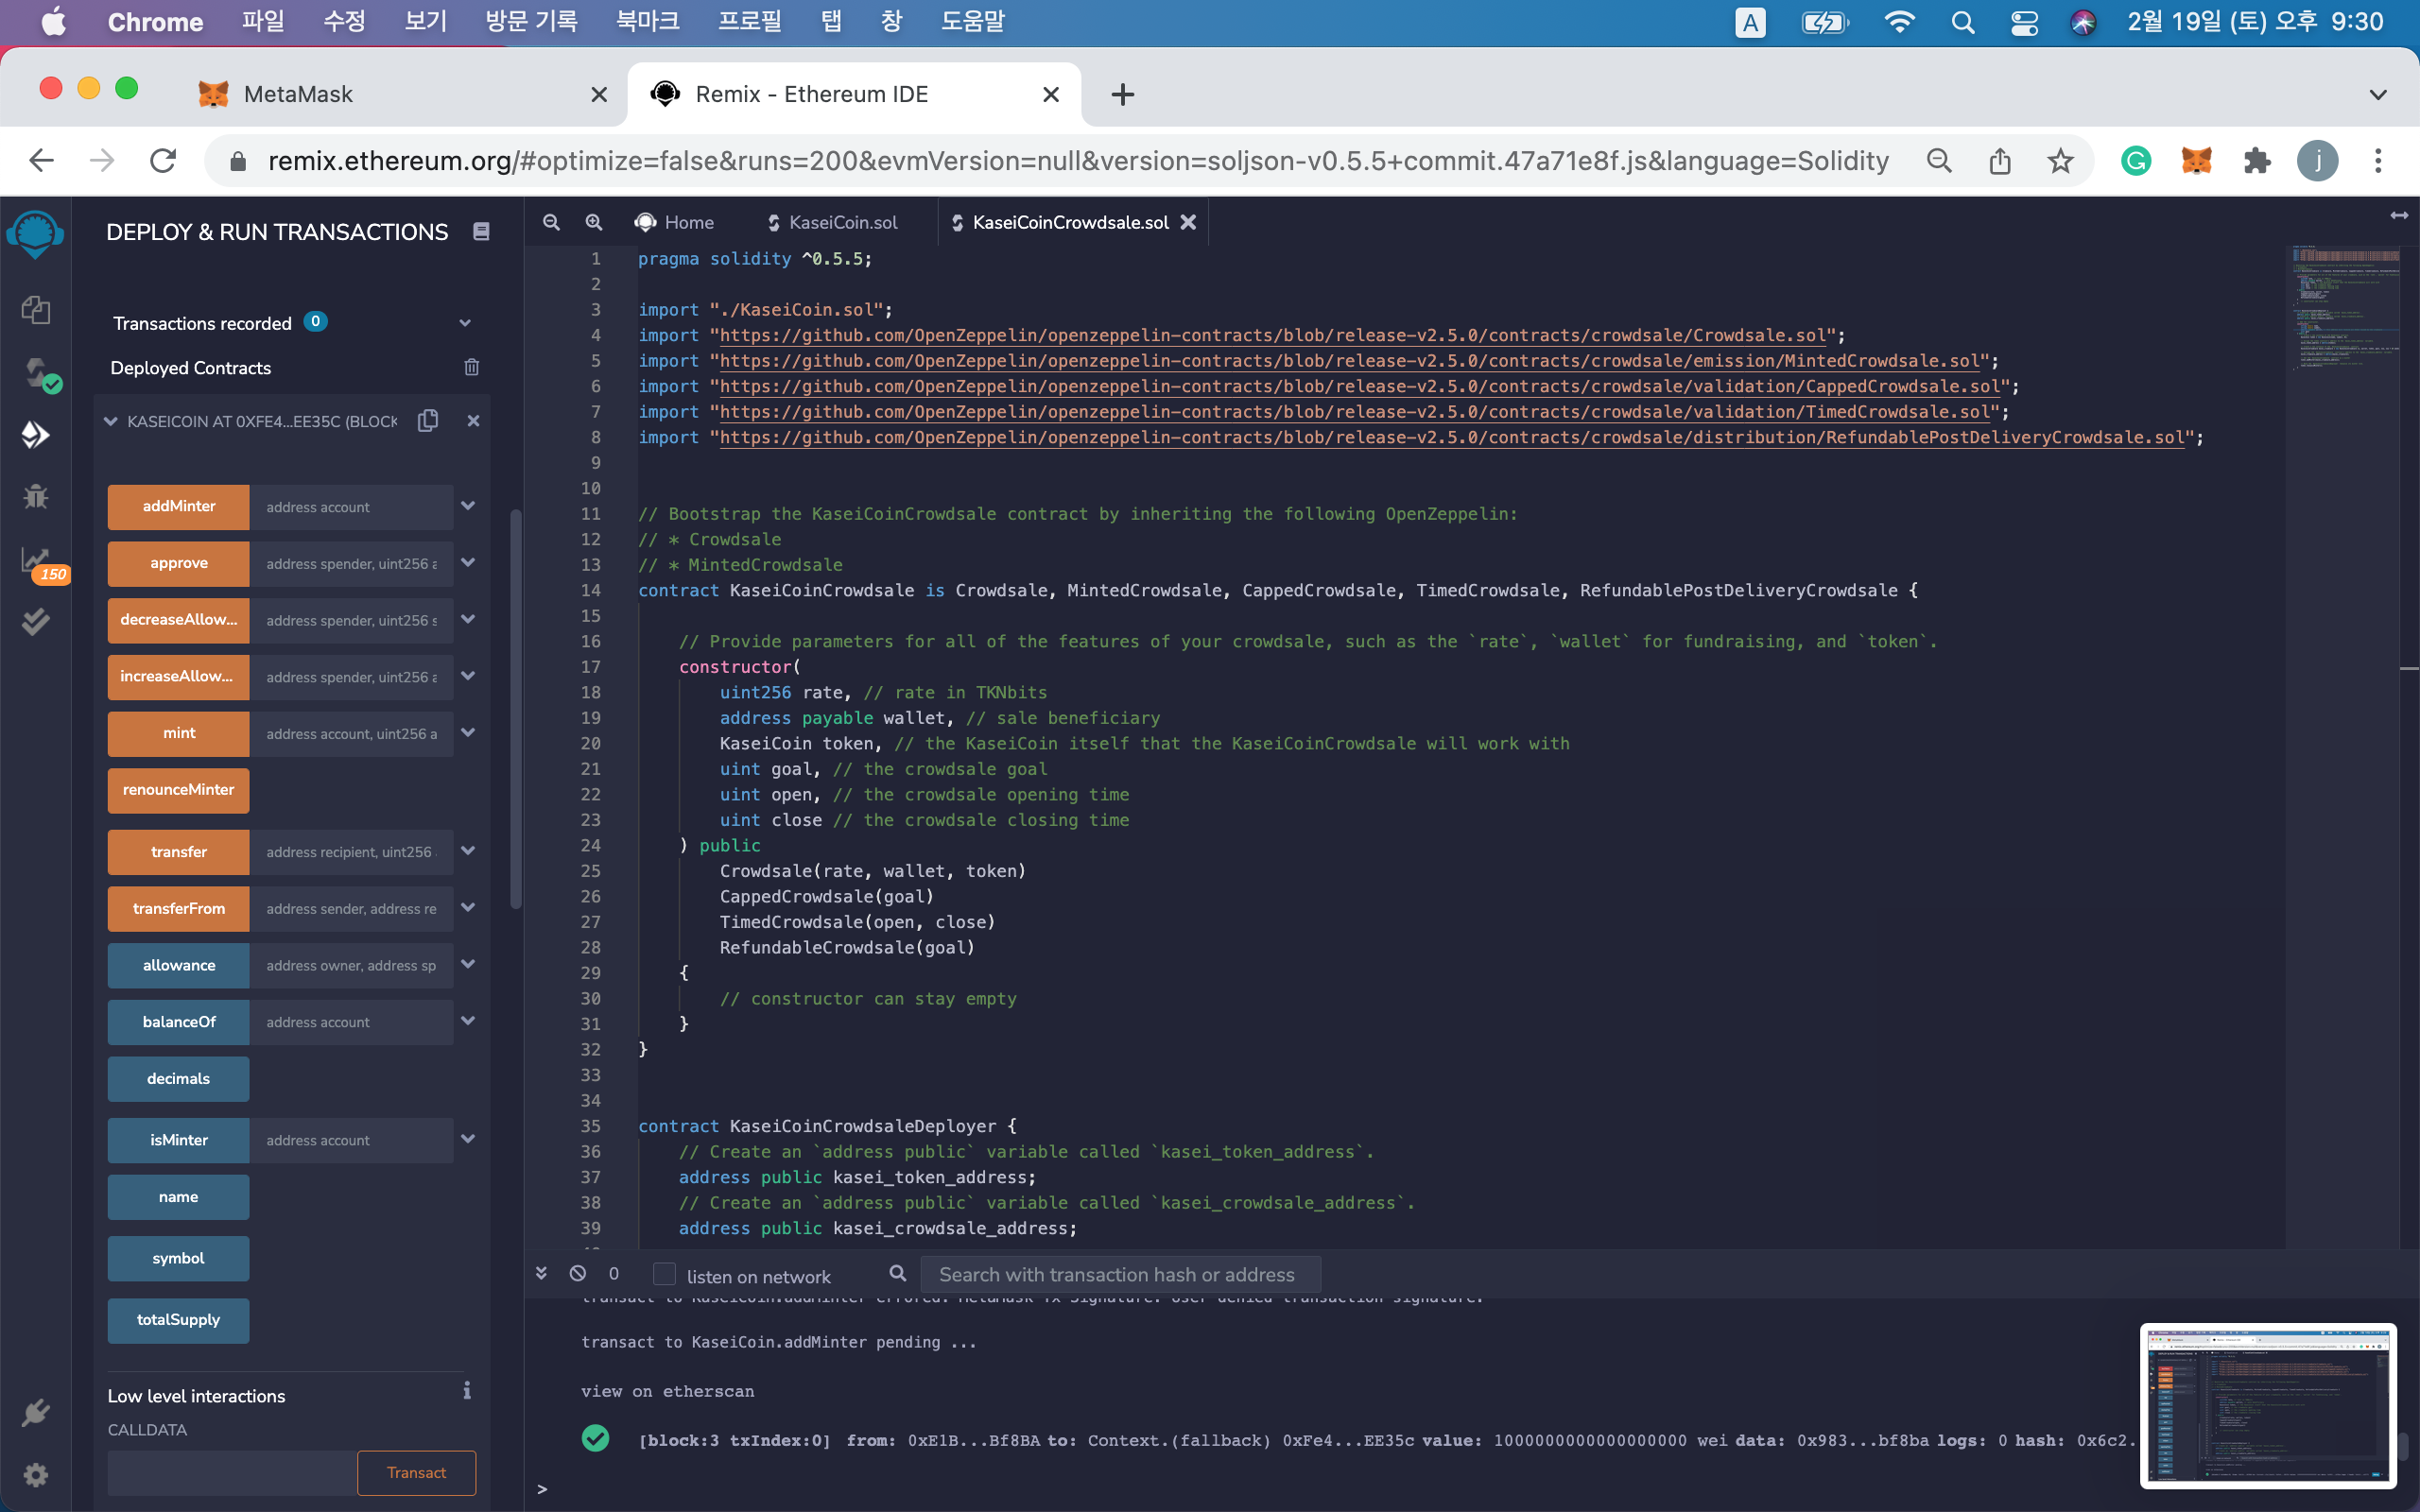 Chrome 파일 수정 보기 방문 기록 북마크 프로필 탭 창 도움말 A 2월 19일 (토) 오후 9:30
MetaMask
Remix - Ethereum IDE
remix.ethereum.org/#optimize=false&runs=200&evmVersion=null&version=soljson-v0.5.5+commit.47a71e8f.js&language=Solidity
j
DEPLOY & RUN TRANSACTIONS
Transactions recorded 0
Deployed Contracts
KASEICOIN AT 0XFE4...EE35C (BLOCK
addMinter address account
approve address spender, uint256 a
decreaseAllow... address spender, uint256 s
increaseAllow... address spender, uint256 a
mint address account, uint256 a
renounceMinter
transfer address recipient, uint256
transferFrom address sender, address re
allowance address owner, address sp
balanceOf address account
decimals
isMinter address account
name
symbol
totalSupply
Low level interactions
CALLDATA
Transact
150
Home
KaseiCoin.sol
KaseiCoinCrowdsale.sol
1 pragma solidity ^0.5.5;
2
3 import "./KaseiCoin.sol";
4 import "https://github.com/OpenZeppelin/openzeppelin-contracts/blob/release-v2.5.0/contracts/crowdsale/Crowdsale.sol";
5 import "https://github.com/OpenZeppelin/openzeppelin-contracts/blob/release-v2.5.0/contracts/crowdsale/emission/MintedCrowdsale.sol";
6 import "https://github.com/OpenZeppelin/openzeppelin-contracts/blob/release-v2.5.0/contracts/crowdsale/validation/CappedCrowdsale.sol";
7 import "https://github.com/OpenZeppelin/openzeppelin-contracts/blob/release-v2.5.0/contracts/crowdsale/validation/TimedCrowdsale.sol";
8 import "https://github.com/OpenZeppelin/openzeppelin-contracts/blob/release-v2.5.0/contracts/crowdsale/distribution/RefundablePostDeliveryCrowdsale.sol";
9
10
11 // Bootstrap the KaseiCoinCrowdsale contract by inheriting the following OpenZeppelin:
12 // * Crowdsale
13 // * MintedCrowdsale
14 contract KaseiCoinCrowdsale is Crowdsale, MintedCrowdsale, CappedCrowdsale, TimedCrowdsale, RefundablePostDeliveryCrowdsale {
15
16 // Provide parameters for all of the features of your crowdsale, such as the `rate`, `wallet` for fundraising, and `token`.
17 constructor(
18 uint256 rate, // rate in TKNbits
19 address payable wallet, // sale beneficiary
20 KaseiCoin token, // the KaseiCoin itself that the KaseiCoinCrowdsale will work with
21 uint goal, // the crowdsale goal
22 uint open, // the crowdsale opening time
23 uint close // the crowdsale closing time
24 ) public
25 Crowdsale(rate, wallet, token)
26 CappedCrowdsale(goal)
27 TimedCrowdsale(open, close)
28 RefundableCrowdsale(goal)
29 {
30 // constructor can stay empty
31 }
32 }
33
34
35 contract KaseiCoinCrowdsaleDeployer {
36 // Create an `address public` variable called `kasei_token_address`.
37 address public kasei_token_address;
38 // Create an `address public` variable called `kasei_crowdsale_address`.
39 address public kasei_crowdsale_address;
0 listen on network Search with transaction hash or address
transact to KaseiCoin.addMinter errored: MetaMask Tx Signature: User denied transaction signature.
transact to KaseiCoin.addMinter pending ...
view on etherscan
[block:3 txIndex:0] from: 0xE1B...Bf8BA to: Context.(fallback) 0xFe4...EE35c value: 1000000000000000000 wei data: 0x983...bf8ba logs: 0 hash: 0x6c2.
>